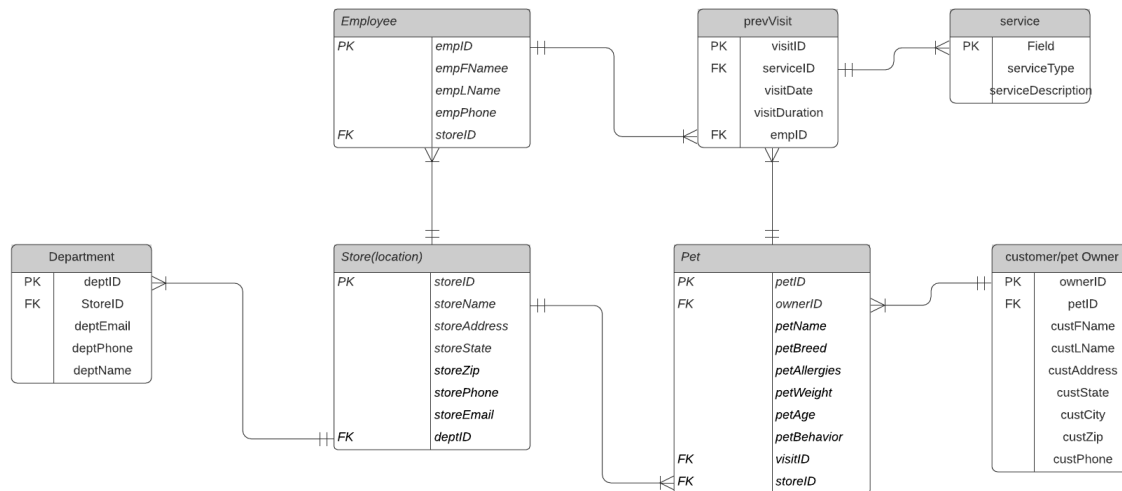 Employee
PK empID
empFNamee
empLName
empPhone
FK storeID
prevVisit
PK visitID
FK serviceID
visitDate
visitDuration
FK empID
service
PK Field
serviceType
serviceDescription
Department
PK deptID
FK StoreID
deptEmail
deptPhone
deptName
Store(location)
PK storeID
storeName
storeAddress
storeState
storeZip
storePhone
storeEmail
FK deptID
Pet
PK petID
FK ownerID
petName
petBreed
petAllergies
petWeight
petAge
petBehavior
FK visitID
FK storeID
customer/pet Owner
PK ownerID
FK petID
custFName
custLName
custAddress
custState
custCity
custZip
custPhone